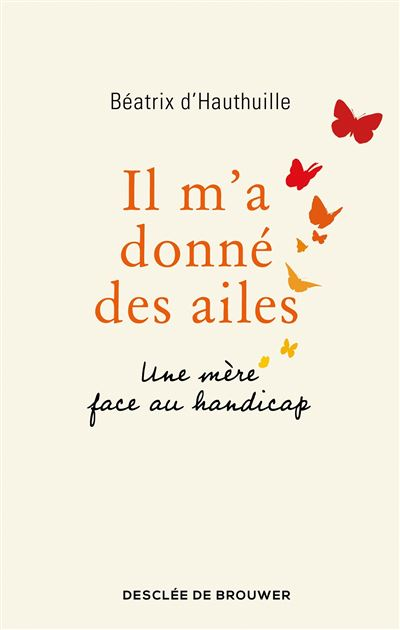 Béatrix d'Hauthuille
Il m'a
donné
des ailes
Une mère
face au handicap
DESCLÉE DE BROUWER